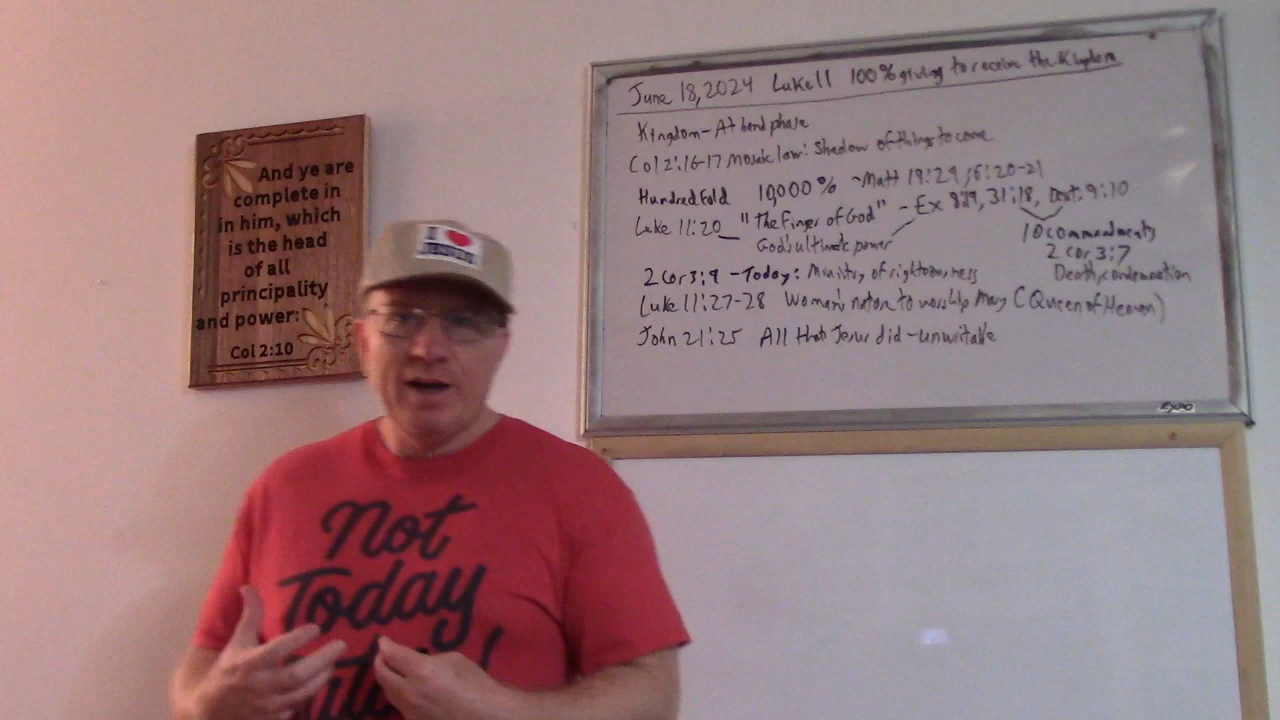 And ye are
complete in
in him, which
is the head
of all
principality
and power:
Col 2:10
I ❤ JESUS
Not
Today
June 18, 2024 Luke 11 100% giving to receive the Kingdom
Kingdom - At hand phase
Col 2:16-17 Mosaic law: Shadow of things to come
Hundredfold 10,000% ~Matt 19:29, 6:20-21
Luke 11:20 "The Finger of God" - Ex 8:19, 31:18, Deut. 9:10
God's ultimate power
10 commandments
2 Cor 3:7
Death, condemnation
2 Cor 3:9 - Today: Ministry of righteousness
Luke 11:27-28 Woman's notion to worship Mary (Queen of Heaven)
John 21:25 All that Jesus did - unwritable
EXPO